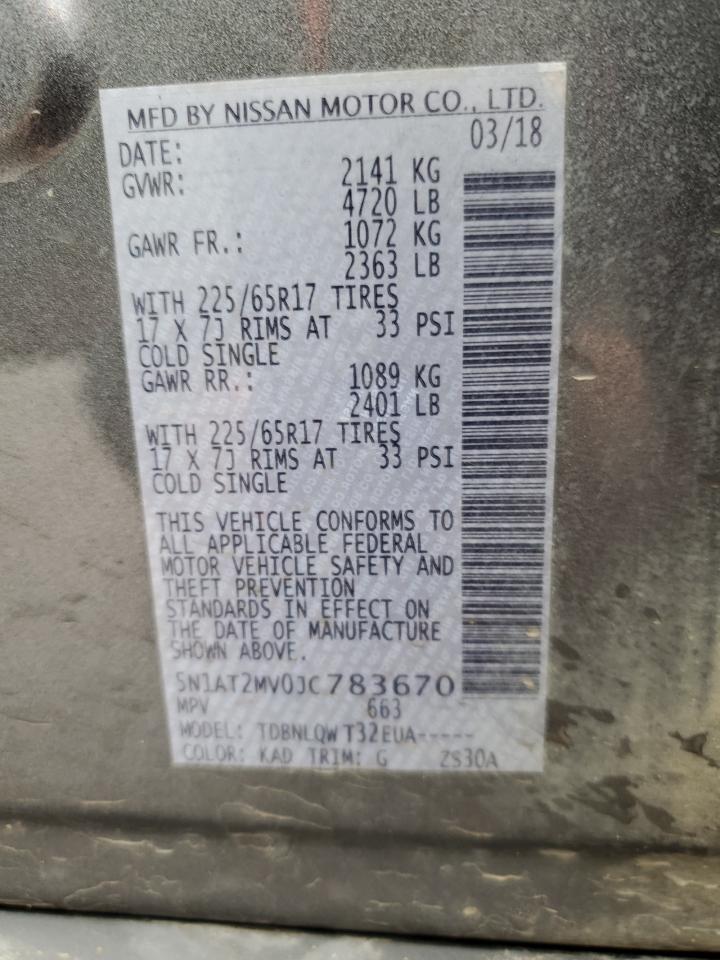 MFD BY NISSAN MOTOR CO., LTD.
DATE: 03/18
GVWR: 2141 KG
4720 LB
GAWR FR.: 1072 KG
2363 LB
WITH 225/65R17 TIRES
17 X 7J RIMS AT 33 PSI
COLD SINGLE
GAWR RR.: 1089 KG
2401 LB
WITH 225/65R17 TIRES
17 X 7J RIMS AT 33 PSI
COLD SINGLE
THIS VEHICLE CONFORMS TO
ALL APPLICABLE FEDERAL
MOTOR VEHICLE SAFETY AND
THEFT PREVENTION
STANDARDS IN EFFECT ON
THE DATE OF MANUFACTURE
SHOWN ABOVE.
5N1AT2MV0JC783670
MPV 663
MODEL: TDBNLQW T32EUA-----
COLOR: KAD TRIM: G ZS30A